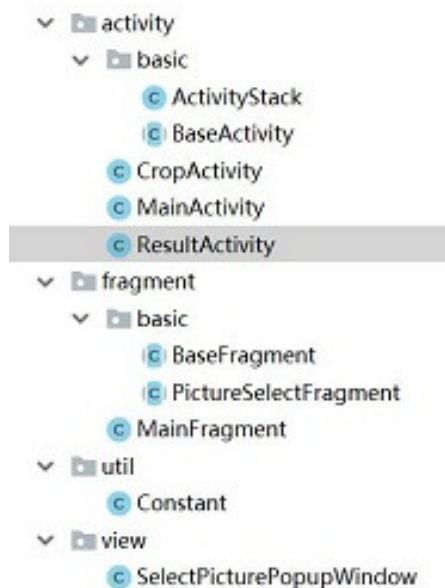 activity
basic
ActivityStack
BaseActivity
CropActivity
MainActivity
ResultActivity
fragment
basic
BaseFragment
PictureSelectFragment
MainFragment
util
Constant
view
SelectPicturePopupWindow